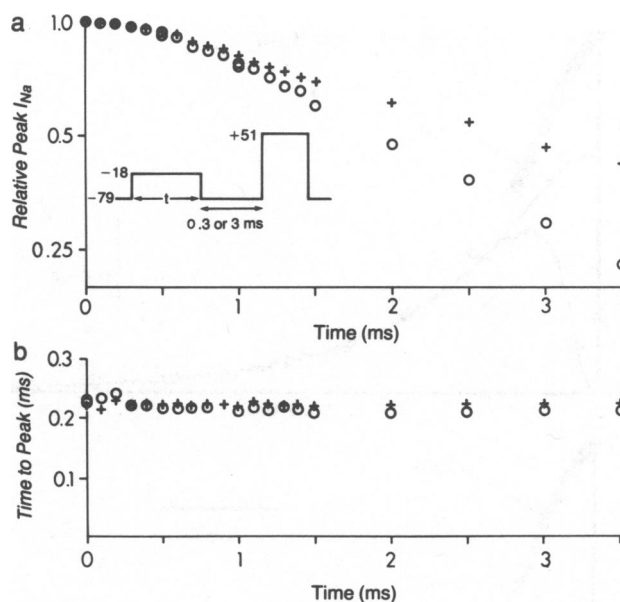 a
Relative Peak I_Na
1.0
0.5
0.25
+51
−18
−79
t
0.3 or 3 ms
0 1 2 3
Time (ms)
b
Time to Peak (ms)
0.3
0.2
0.1
0 1 2 3
Time (ms)